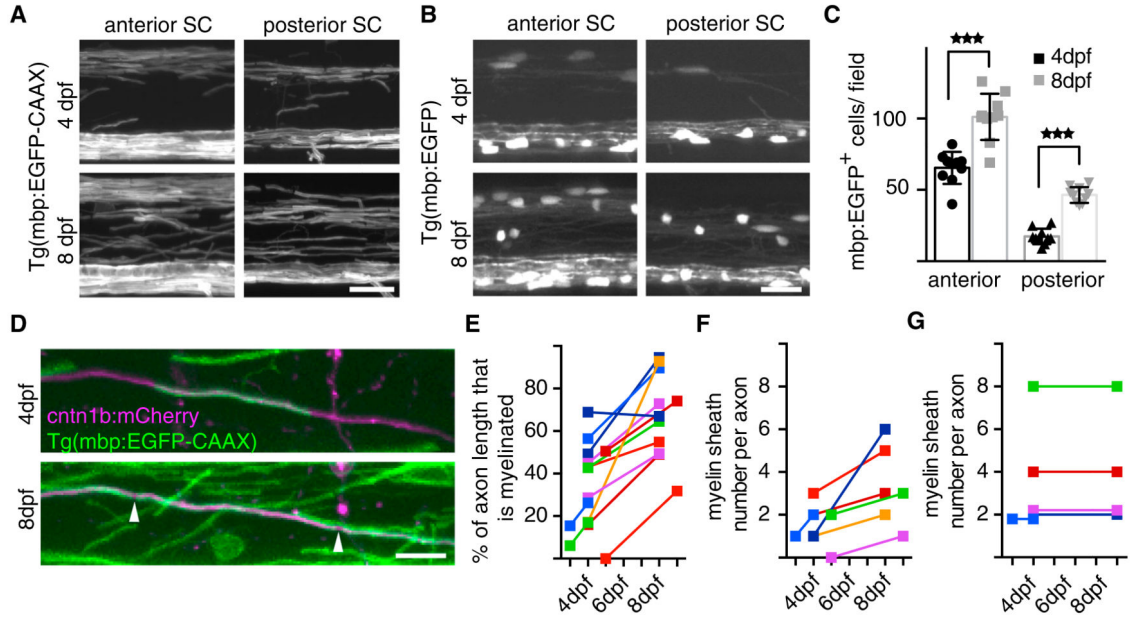 A
anterior SC posterior SC
Tg(mbp:EGFP-CAAX)
4 dpf
8 dpf
B
anterior SC posterior SC
Tg(mbp:EGFP)
4 dpf
8 dpf
C
mbp:EGFP+ cells/ field
100
50
★★★
★★★
4dpf
8dpf
anterior posterior
D
4dpf
cntn1b:mCherry
Tg(mbp:EGFP-CAAX)
8dpf
E
% of axon length that
is myelinated
80
60
40
20
4dpf 6dpf 8dpf
F
myelin sheath
number per axon
8
6
4
2
4dpf 6dpf 8dpf
G
myelin sheath
number per axon
8
6
4
2
4dpf 6dpf 8dpf